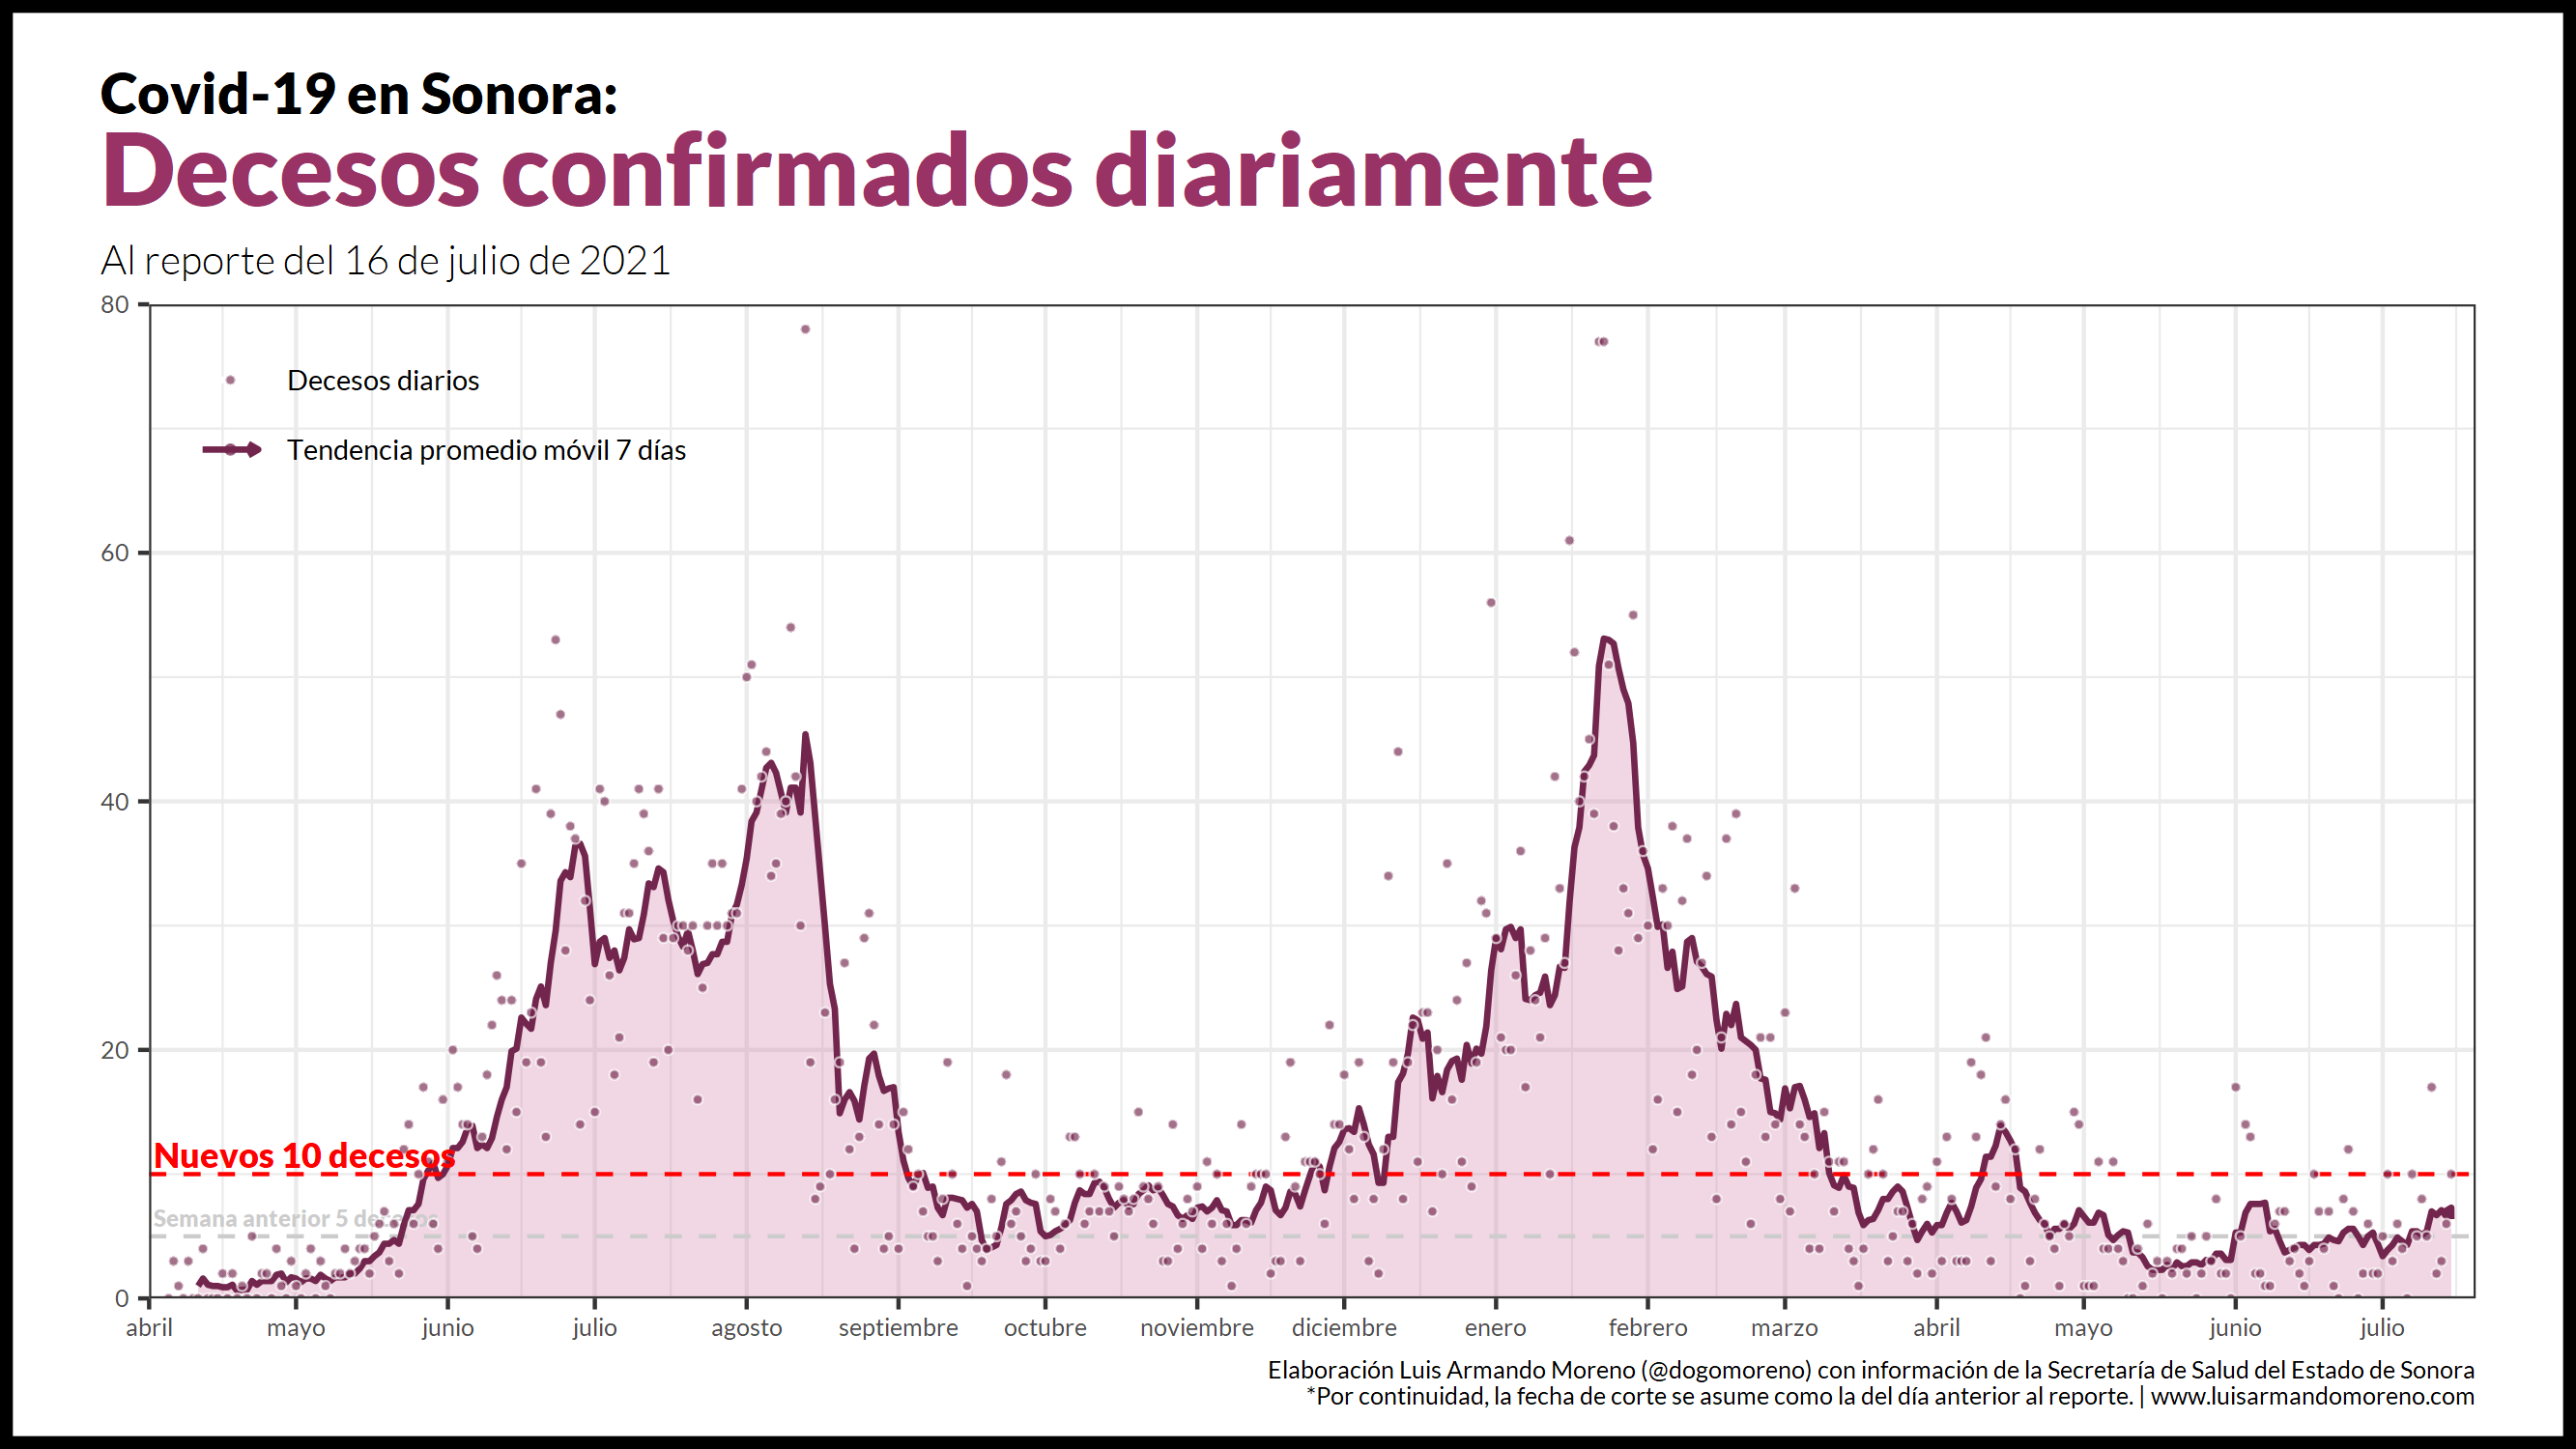 Covid-19 en Sonora:
Decesos confirmados diariamente
Al reporte del 16 de julio de 2021
80
60
40
20
0
Decesos diarios
Tendencia promedio móvil 7 días
Nuevos 10 decesos
Semana anterior 5 decesos
abril mayo junio julio agosto septiembre octubre noviembre diciembre enero febrero marzo abril mayo junio julio
Elaboración Luis Armando Moreno (@dogomoreno) con información de la Secretaría de Salud del Estado de Sonora
*Por continuidad, la fecha de corte se asume como la del día anterior al reporte. | www.luisarmandomoreno.com